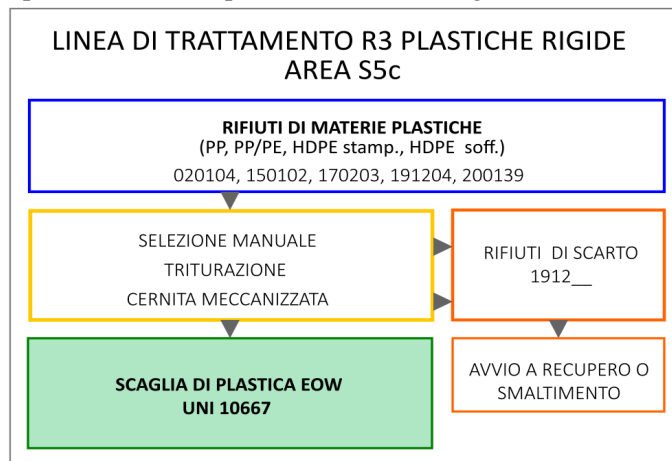 LINEA DI TRATTAMENTO R3 PLASTICHE RIGIDE
AREA S5c
RIFIUTI DI MATERIE PLASTICHE
(PP, PP/PE, HDPE stamp., HDPE soff.)
020104, 150102, 170203, 191204, 200139
SELEZIONE MANUALE
TRITURAZIONE
CERNITA MECCANIZZATA
RIFIUTI DI SCARTO
1912__
SCAGLIA DI PLASTICA EOW
UNI 10667
AVVIO A RECUPERO O
SMALTIMENTO